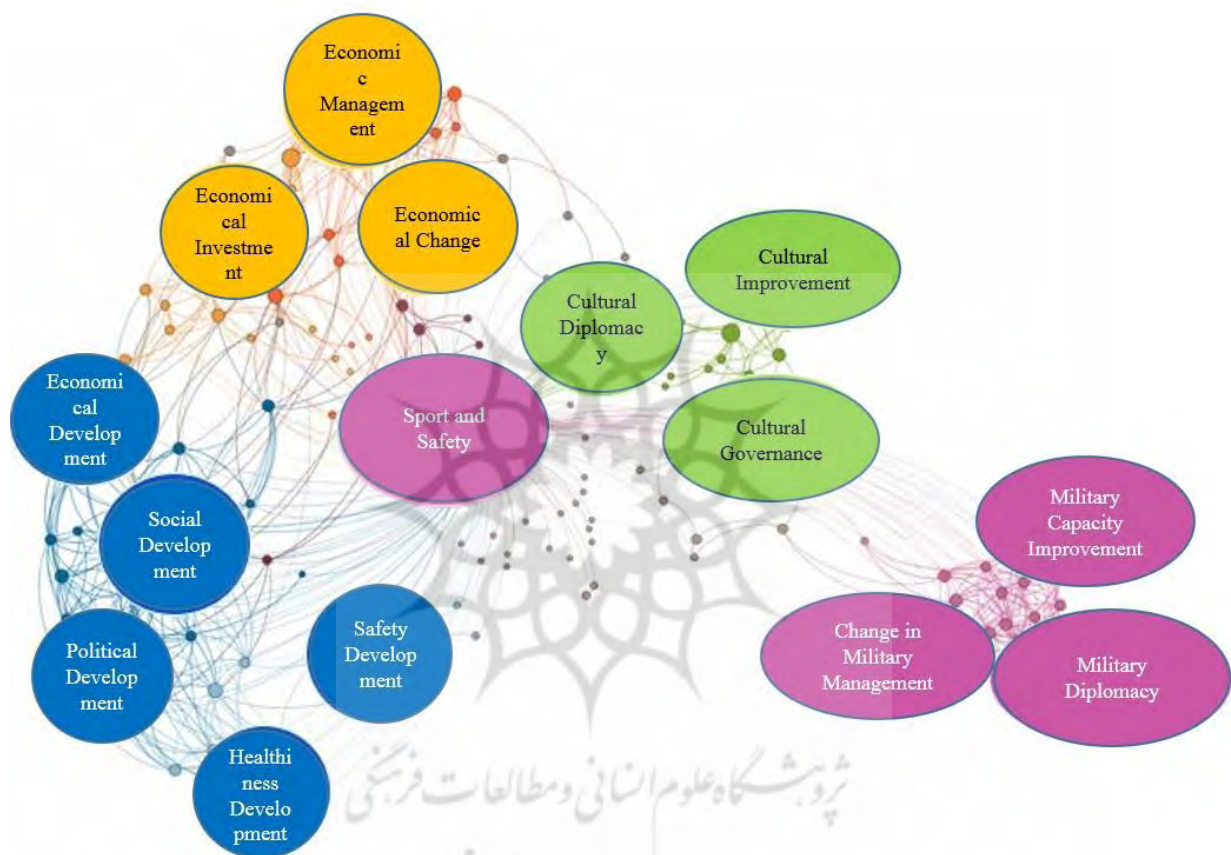 Economi
c
Managem
ent
Economi
cal
Investme
nt
Economic
al Change
Cultural
Improvement
Cultural
Diplomac
y
Economi
cal
Develop
ment
Sport and
Safety
Cultural
Governance
Military
Capacity
Improvement
Social
Develop
ment
Political
Develop
ment
Safety
Develop
ment
Change in
Military
Management
Military
Diplomacy
Healthi
ness
Develo
pment
پژوهشگاه علوم انسانی و مطالعات فرهنگی